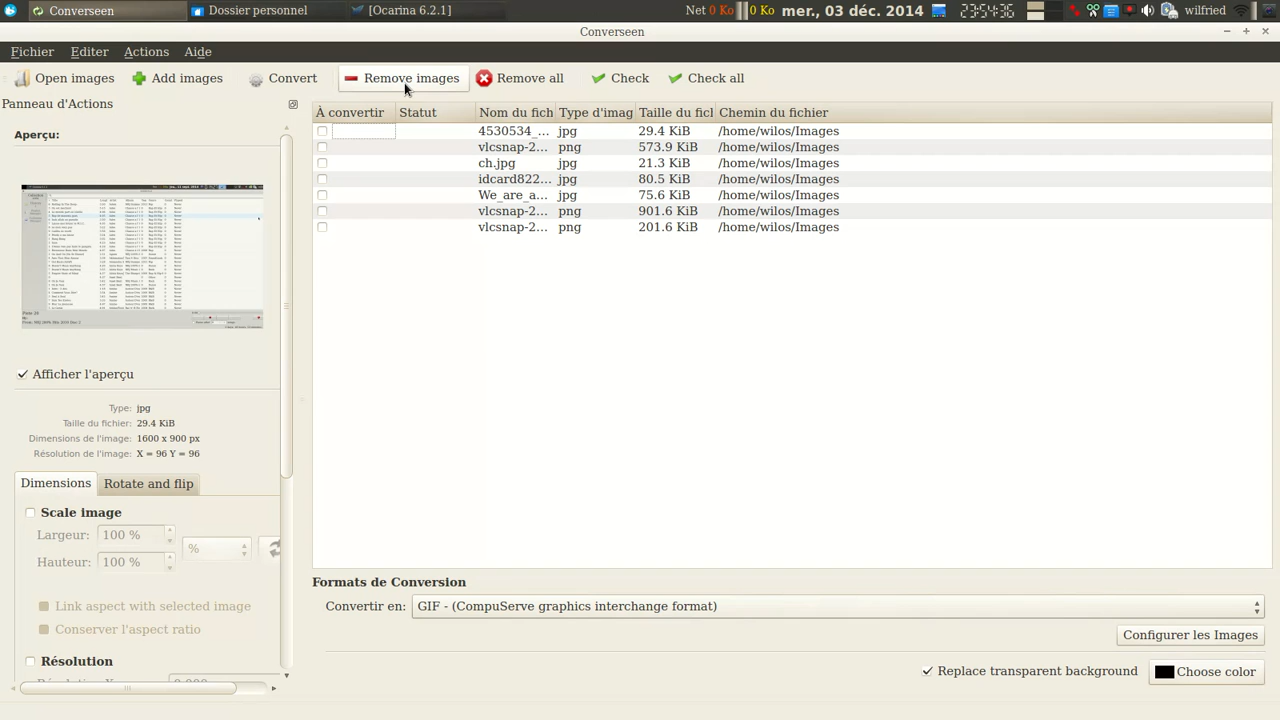 Converseen
Dossier personnel
[Ocarina 6.2.1]
Net 0 Ko 0 Ko mer., 03 déc. 2014 23:54:36 wilfried
Converseen
Fichier Editer Actions Aide
Open images Add images Convert Remove images Remove all Check Check all
Panneau d'Actions
Aperçu:
Afficher l'aperçu
Type: jpg
Taille du fichier: 29.4 KiB
Dimensions de l'image: 1600 x 900 px
Résolution de l'image: X = 96 Y = 96
Dimensions Rotate and flip
Scale image
Largeur: 100 %
%
Hauteur: 100 %
Link aspect with selected image
Conserver l'aspect ratio
Résolution
À convertir Statut Nom du fich Type d'imag Taille du fich Chemin du fichier
4530534_... jpg 29.4 KiB /home/wilos/Images
vlcsnap-2... png 573.9 KiB /home/wilos/Images
ch.jpg jpg 21.3 KiB /home/wilos/Images
idcard822... jpg 80.5 KiB /home/wilos/Images
We_are_a... jpg 75.6 KiB /home/wilos/Images
vlcsnap-2... png 901.6 KiB /home/wilos/Images
vlcsnap-2... png 201.6 KiB /home/wilos/Images
Formats de Conversion
Convertir en: GIF - (CompuServe graphics interchange format)
Configurer les Images
Replace transparent background Choose color